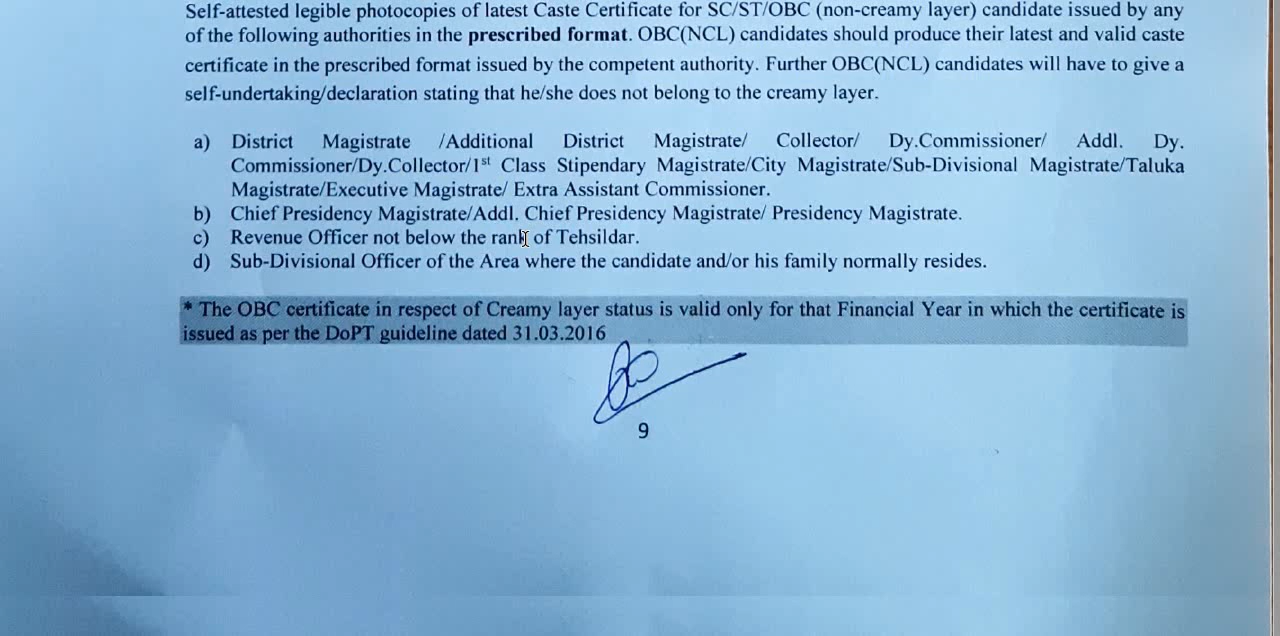 Self-attested legible photocopies of latest Caste Certificate for SC/ST/OBC (non-creamy layer) candidate issued by any
of the following authorities in the prescribed format. OBC(NCL) candidates should produce their latest and valid caste
certificate in the prescribed format issued by the competent authority. Further OBC(NCL) candidates will have to give a
self-undertaking/declaration stating that he/she does not belong to the creamy layer.
a) District Magistrate /Additional District Magistrate/ Collector/ Dy.Commissioner/ Addl. Dy.
Commissioner/Dy.Collector/1st Class Stipendary Magistrate/City Magistrate/Sub-Divisional Magistrate/Taluka
Magistrate/Executive Magistrate/ Extra Assistant Commissioner.
b) Chief Presidency Magistrate/Addl. Chief Presidency Magistrate/ Presidency Magistrate.
c) Revenue Officer not below the rank of Tehsildar.
d) Sub-Divisional Officer of the Area where the candidate and/or his family normally resides.
* The OBC certificate in respect of Creamy layer status is valid only for that Financial Year in which the certificate is
issued as per the DoPT guideline dated 31.03.2016
9